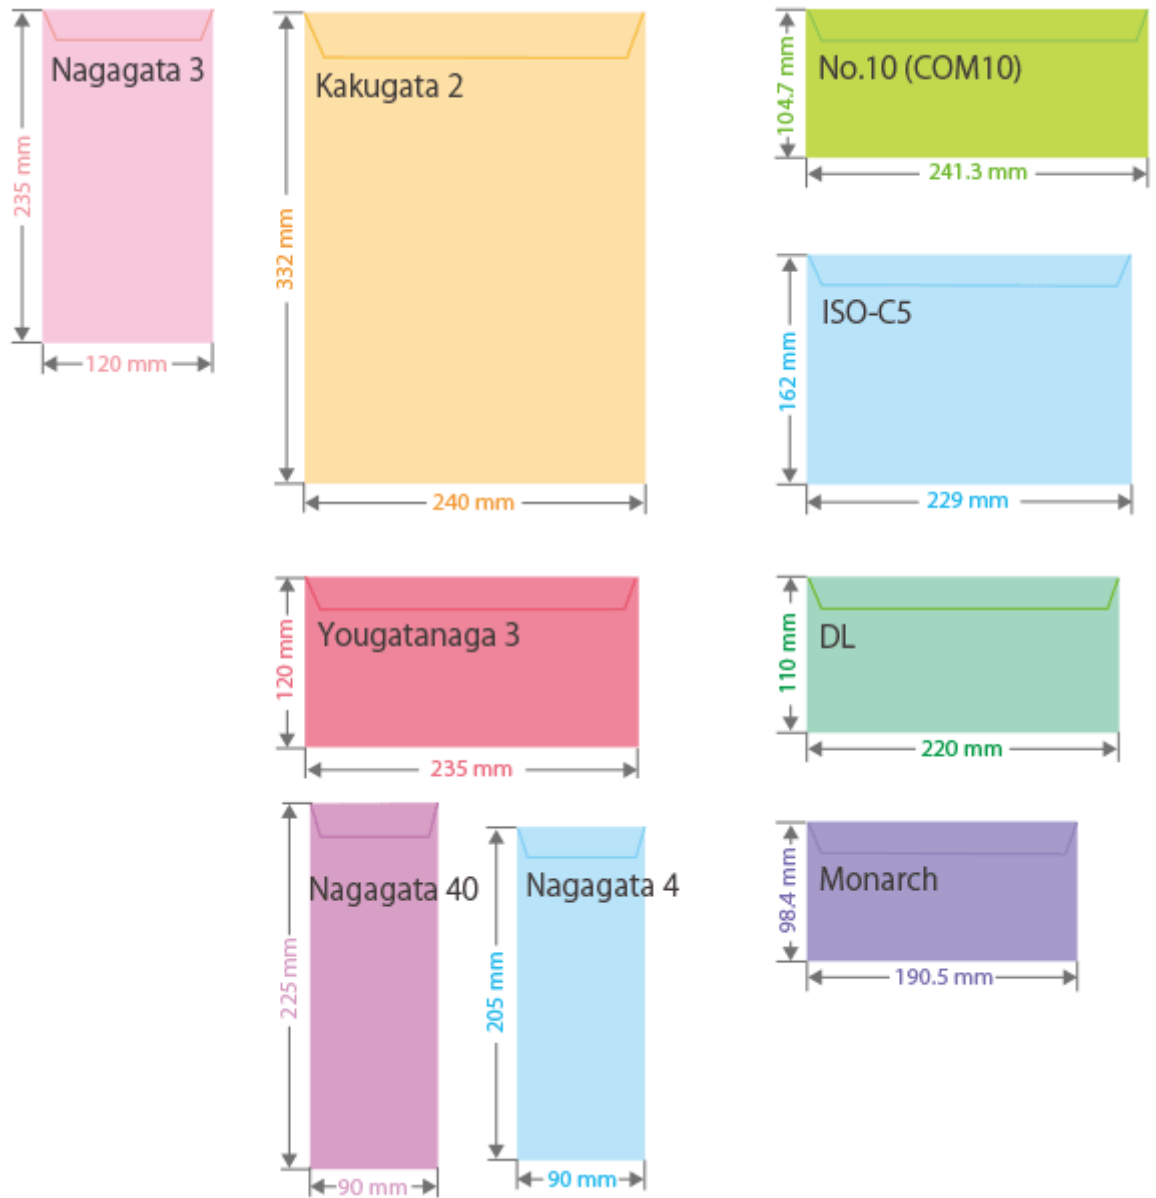 Nagagata 3
235 mm
120 mm
Kakugata 2
332 mm
240 mm
No.10 (COM10)
104.7 mm
241.3 mm
ISO-C5
162 mm
229 mm
Yougatanaga 3
120 mm
235 mm
DL
110 mm
220 mm
Nagagata 40
225 mm
90 mm
Nagagata 4
205 mm
90 mm
Monarch
98.4 mm
190.5 mm